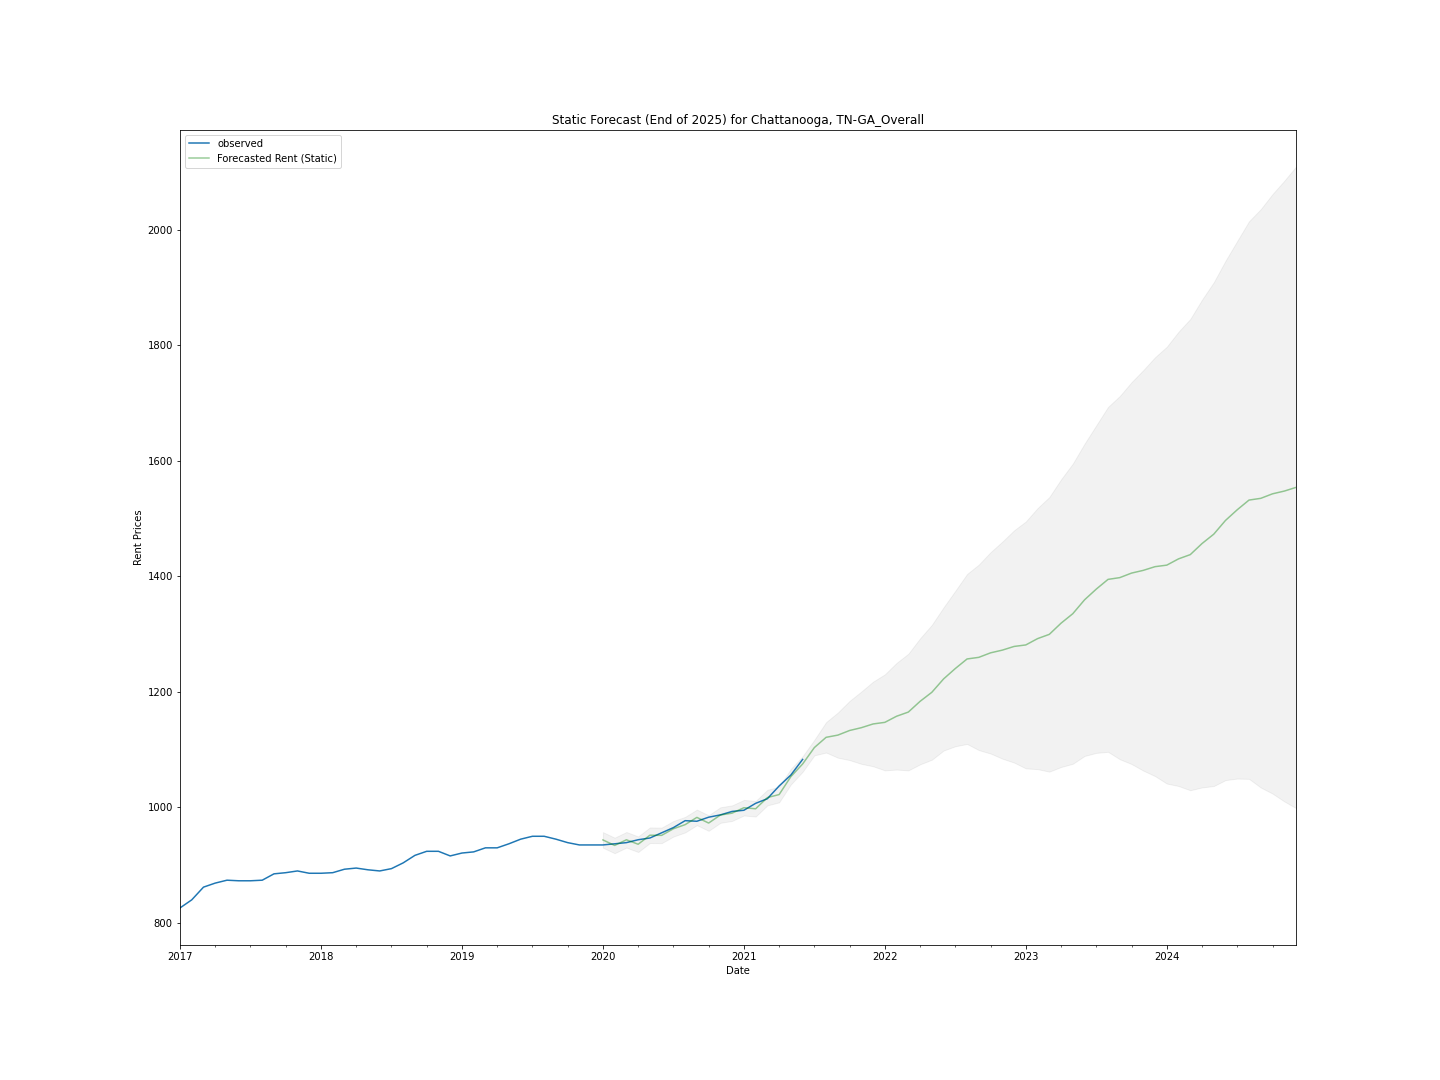 Static Forecast (End of 2025) for Chattanooga, TN-GA_Overall
observed
Forecasted Rent (Static)
2000
1800
1600
1400
1200
1000
800
Rent Prices
2017 2018 2019 2020 2021 2022 2023 2024
Date